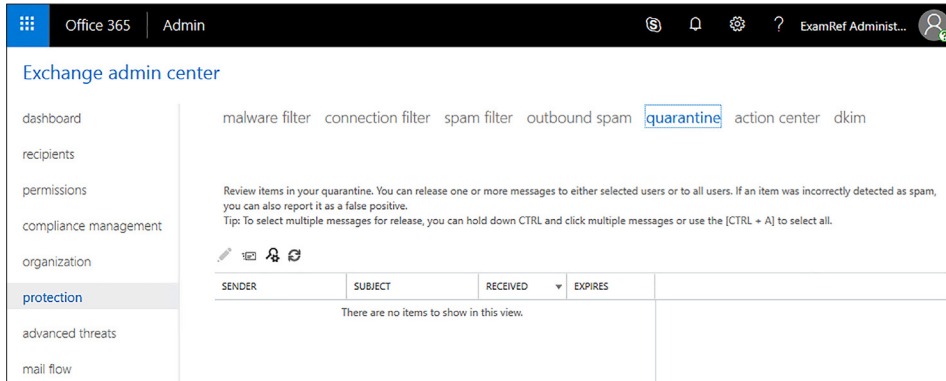 Office 365 Admin ExamRef Administ...
Exchange admin center
dashboard
recipients
permissions
compliance management
organization
protection
advanced threats
mail flow
malware filter connection filter spam filter outbound spam quarantine action center dkim
Review items in your quarantine. You can release one or more messages to either selected users or to all users. If an item was incorrectly detected as spam,
you can also report it as a false positive.
Tip: To select multiple messages for release, you can hold down CTRL and click multiple messages or use the [CTRL + A] to select all.
SENDER SUBJECT RECEIVED EXPIRES
There are no items to show in this view.